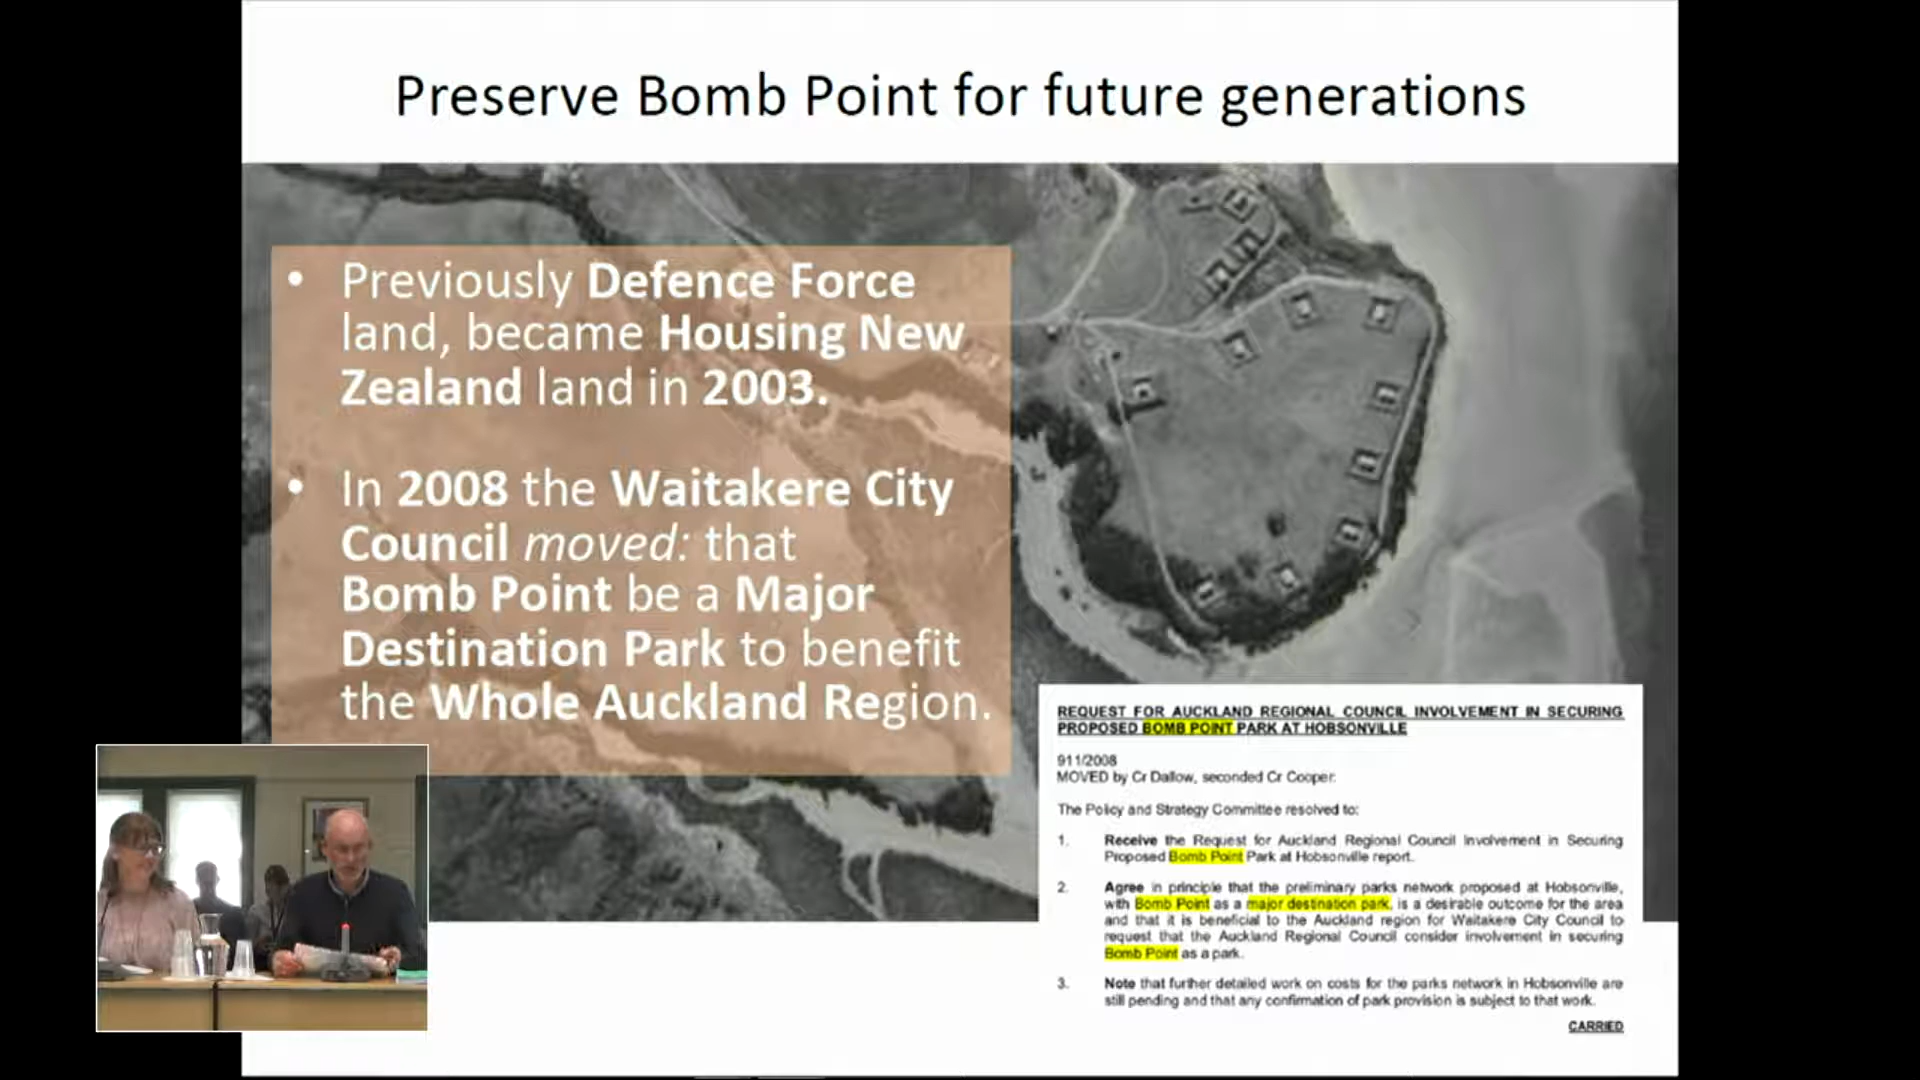 Preserve Bomb Point for future generations
• Previously Defence Force
land, became Housing New
Zealand land in 2003.
• In 2008 the Waitakere City
Council moved: that
Bomb Point be a Major
Destination Park to benefit
the Whole Auckland Region.
REQUEST FOR AUCKLAND REGIONAL COUNCIL INVOLVEMENT IN SECURING
PROPOSED BOMB POINT PARK AT HOBSONVILLE
911/2008
MOVED by Cr Dallow, seconded Cr Cooper:
The Policy and Strategy Committee resolved to:
1. Receive the Request for Auckland Regional Council Involvement in Securing
Proposed Bomb Point Park at Hobsonville report.
2. Agree in principle that the preliminary parks network proposed at Hobsonville,
with Bomb Point as a major destination park, is a desirable outcome for the area
and that it is beneficial to the Auckland region for Waitakere City Council to
request that the Auckland Regional Council consider involvement in securing
Bomb Point as a park.
3. Note that further detailed work on costs for the parks network in Hobsonville are
still pending and that any confirmation of park provision is subject to that work.
CARRIED